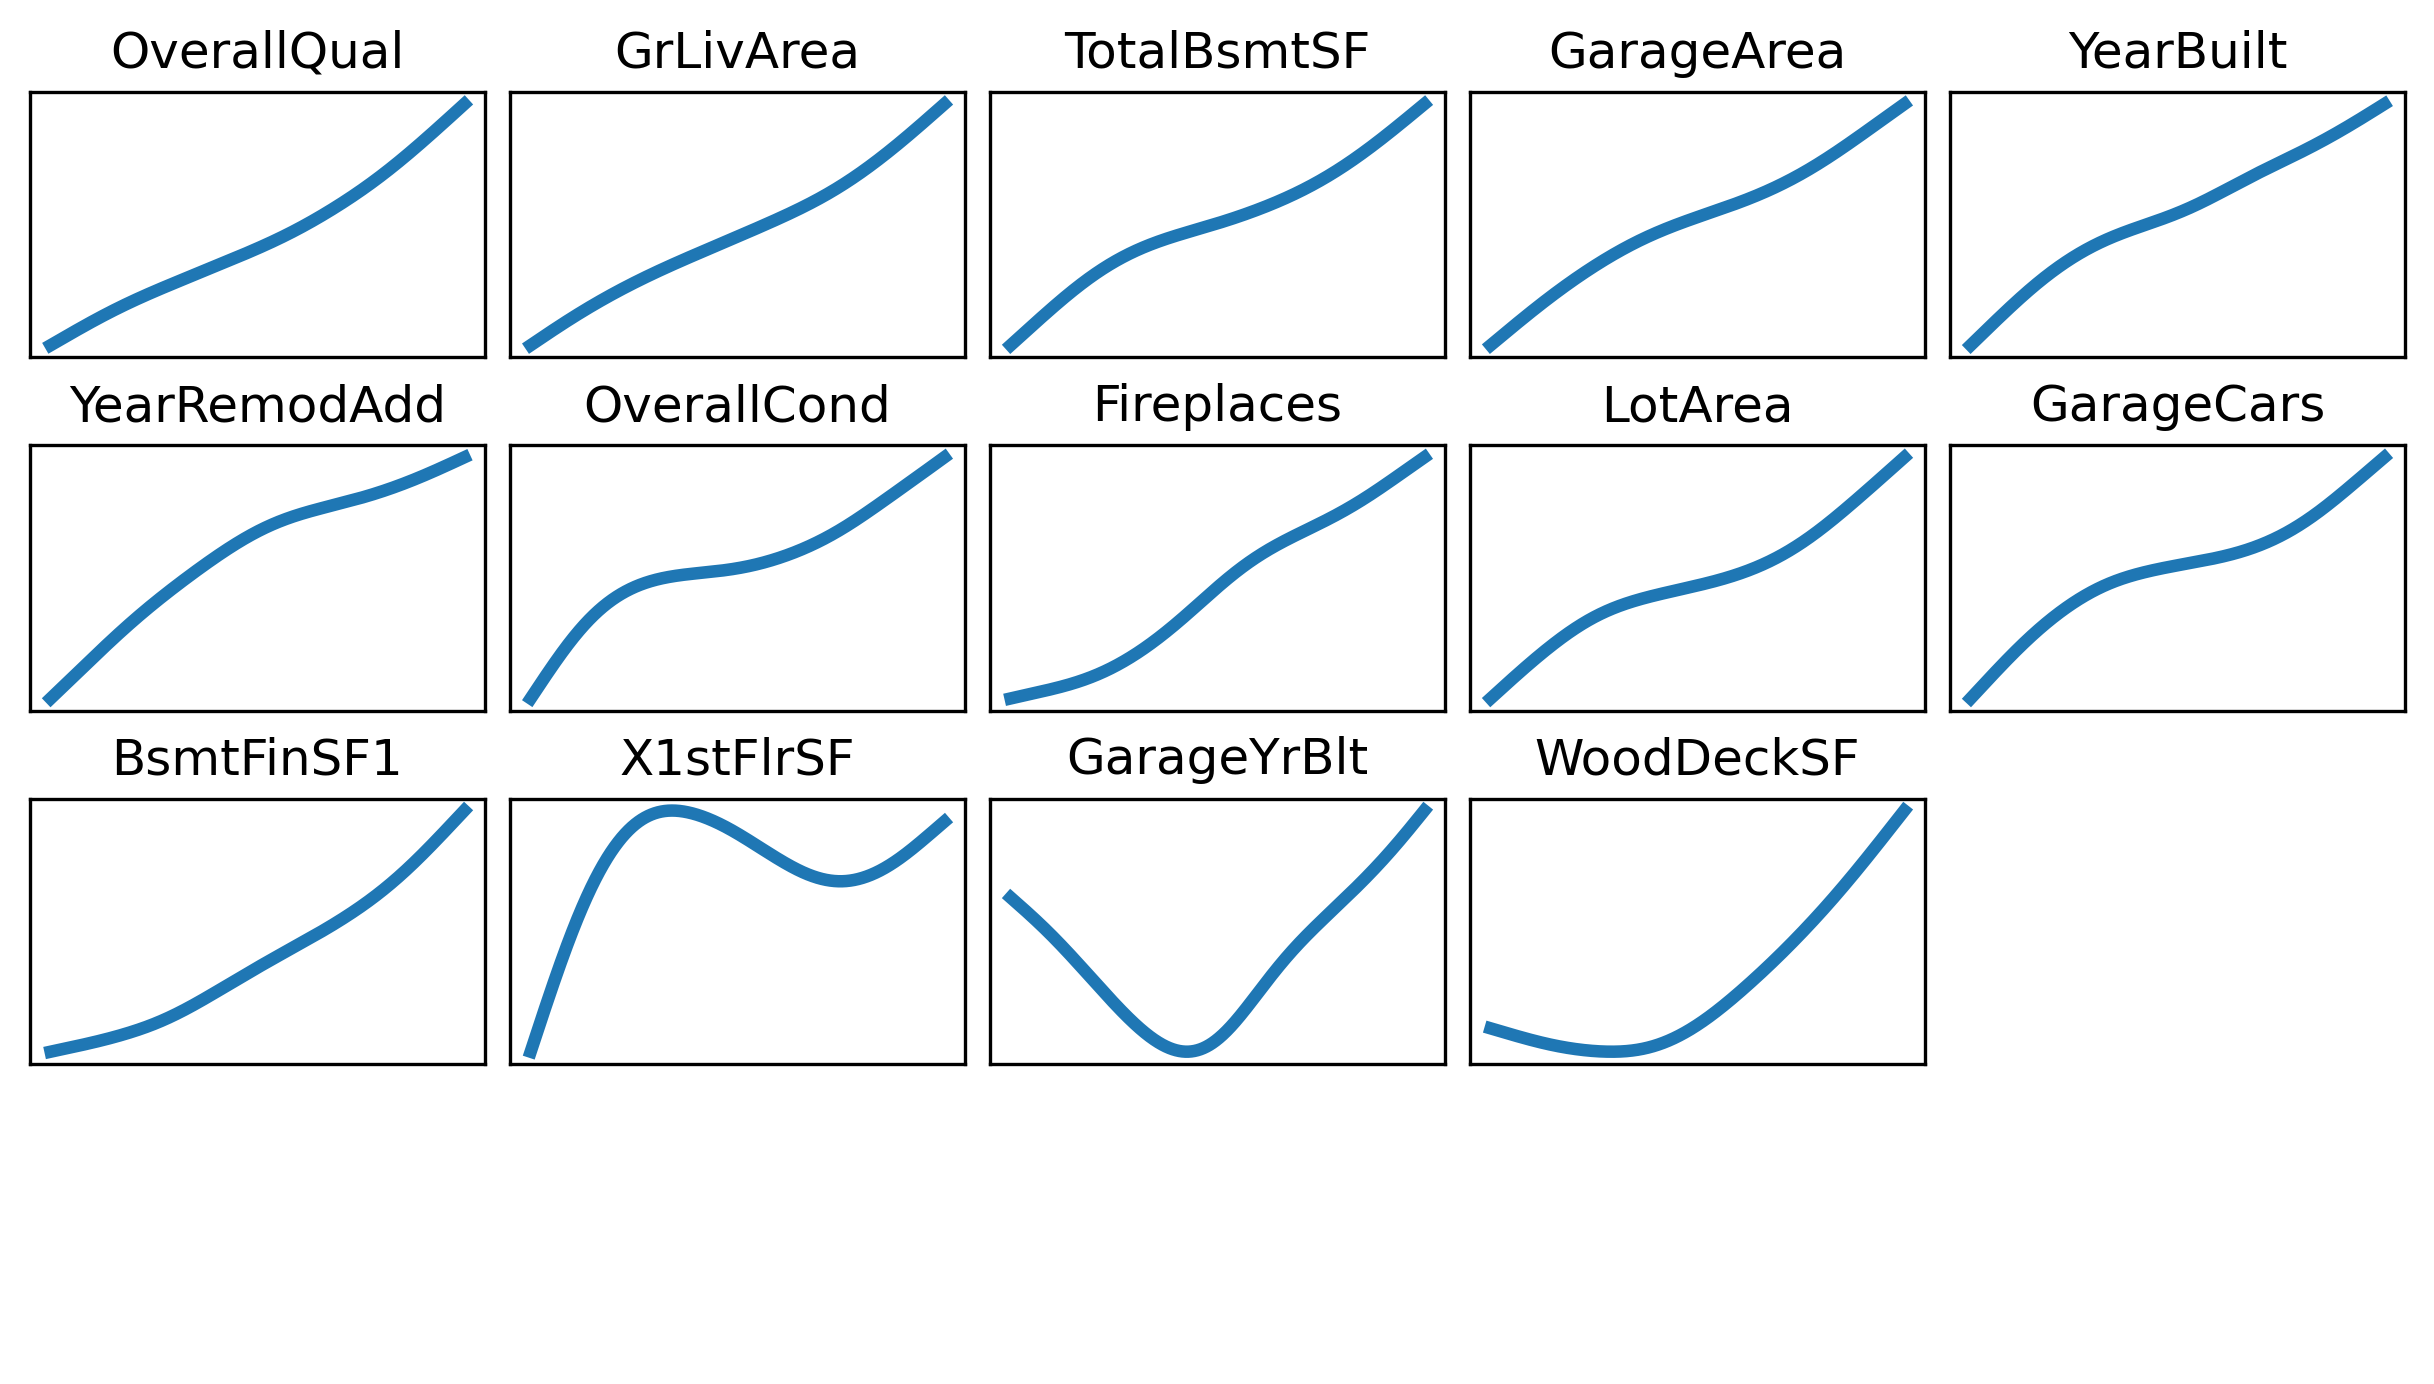 OverallQual
GrLivArea
TotalBsmtSF
GarageArea
YearBuilt
YearRemodAdd
OverallCond
Fireplaces
LotArea
GarageCars
BsmtFinSF1
X1stFlrSF
GarageYrBlt
WoodDeckSF